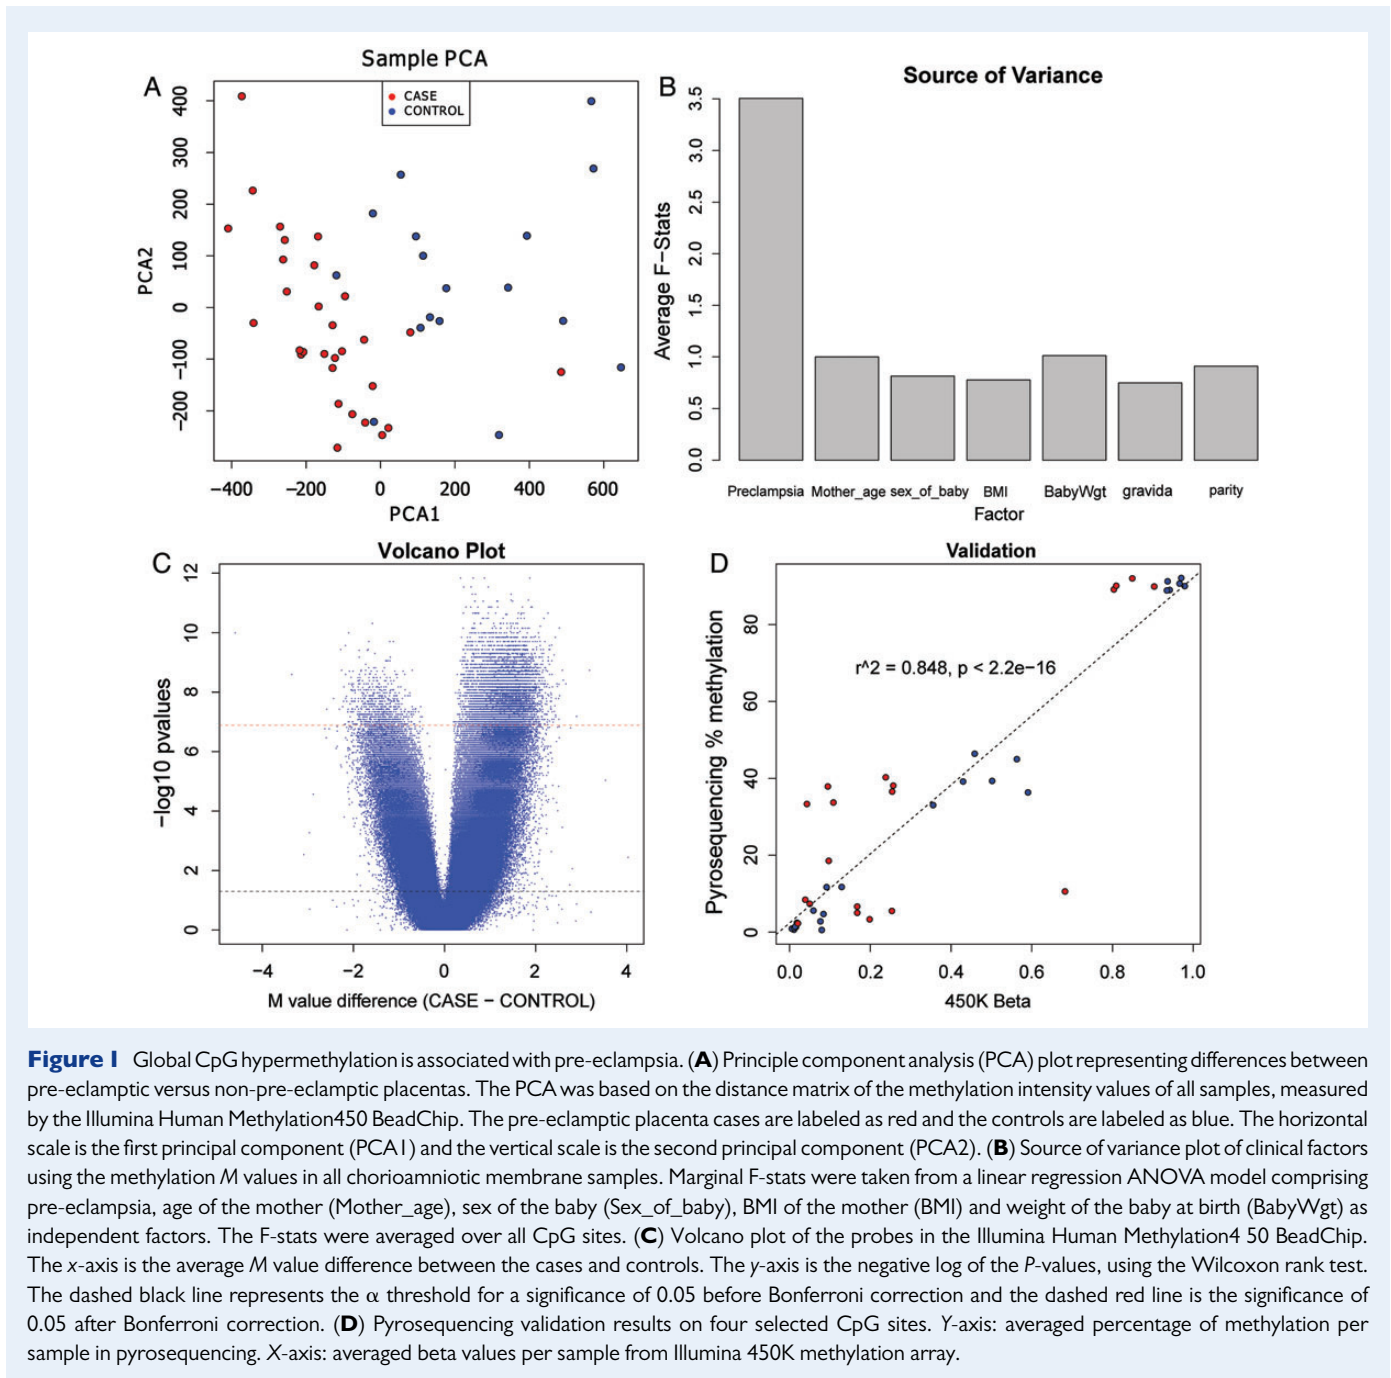 Sample PCA
A
CASE
CONTROL
400
300
200
100
0
−100
−200
PCA2
−400
−200
0
200
400
600
PCA1
B
Source of Variance
3.5
3.0
2.5
2.0
1.5
1.0
0.5
0.0
Average F−Stats
Preclampsia
Mother_age
sex_of_baby
BMI
BabyWgt
gravida
parity
Factor
C
Volcano Plot
12
10
8
6
4
2
0
−log10 pvalues
−4
−2
0
2
4
M value difference (CASE − CONTROL)
D
Validation
r^2 = 0.848, p < 2.2e−16
80
60
40
20
0
Pyrosequencing % methylation
0.0
0.2
0.4
0.6
0.8
1.0
450K Beta
Figure 1 Global CpG hypermethylation is associated with pre-eclampsia. (A) Principle component analysis (PCA) plot representing differences between
pre-eclamptic versus non-pre-eclamptic placentas. The PCA was based on the distance matrix of the methylation intensity values of all samples, measured
by the Illumina Human Methylation450 BeadChip. The pre-eclamptic placenta cases are labeled as red and the controls are labeled as blue. The horizontal
scale is the first principal component (PCA1) and the vertical scale is the second principal component (PCA2). (B) Source of variance plot of clinical factors
using the methylation M values in all chorioamniotic membrane samples. Marginal F-stats were taken from a linear regression ANOVA model comprising
pre-eclampsia, age of the mother (Mother_age), sex of the baby (Sex_of_baby), BMI of the mother (BMI) and weight of the baby at birth (BabyWgt) as
independent factors. The F-stats were averaged over all CpG sites. (C) Volcano plot of the probes in the Illumina Human Methylation4 50 BeadChip.
The x-axis is the average M value difference between the cases and controls. The y-axis is the negative log of the P-values, using the Wilcoxon rank test.
The dashed black line represents the α threshold for a significance of 0.05 before Bonferroni correction and the dashed red line is the significance of
0.05 after Bonferroni correction. (D) Pyrosequencing validation results on four selected CpG sites. Y-axis: averaged percentage of methylation per
sample in pyrosequencing. X-axis: averaged beta values per sample from Illumina 450K methylation array.